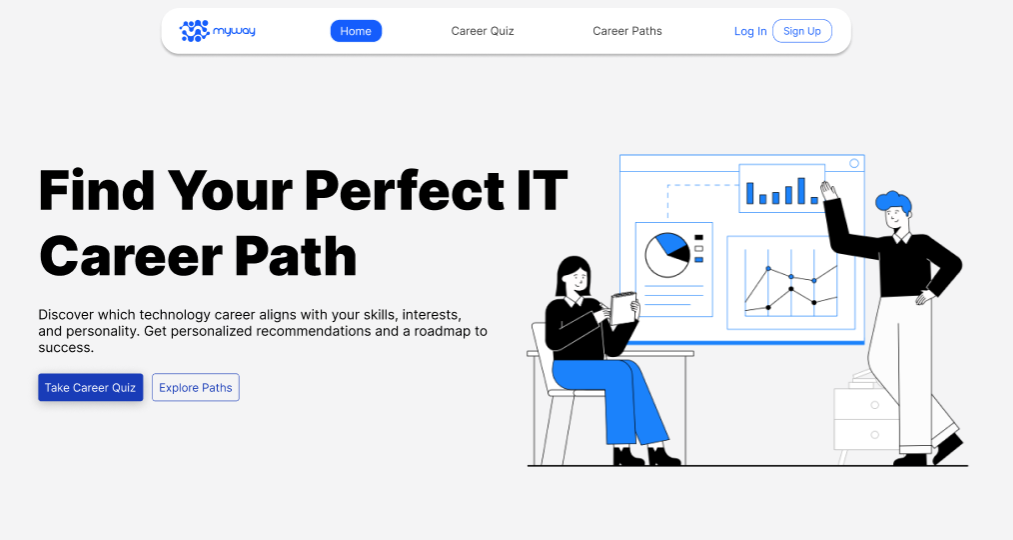 myway
Home
Career Quiz
Career Paths
Log In
Sign Up
Find Your Perfect IT
Career Path
Discover which technology career aligns with your skills, interests,
and personality. Get personalized recommendations and a roadmap to
success.
Take Career Quiz
Explore Paths